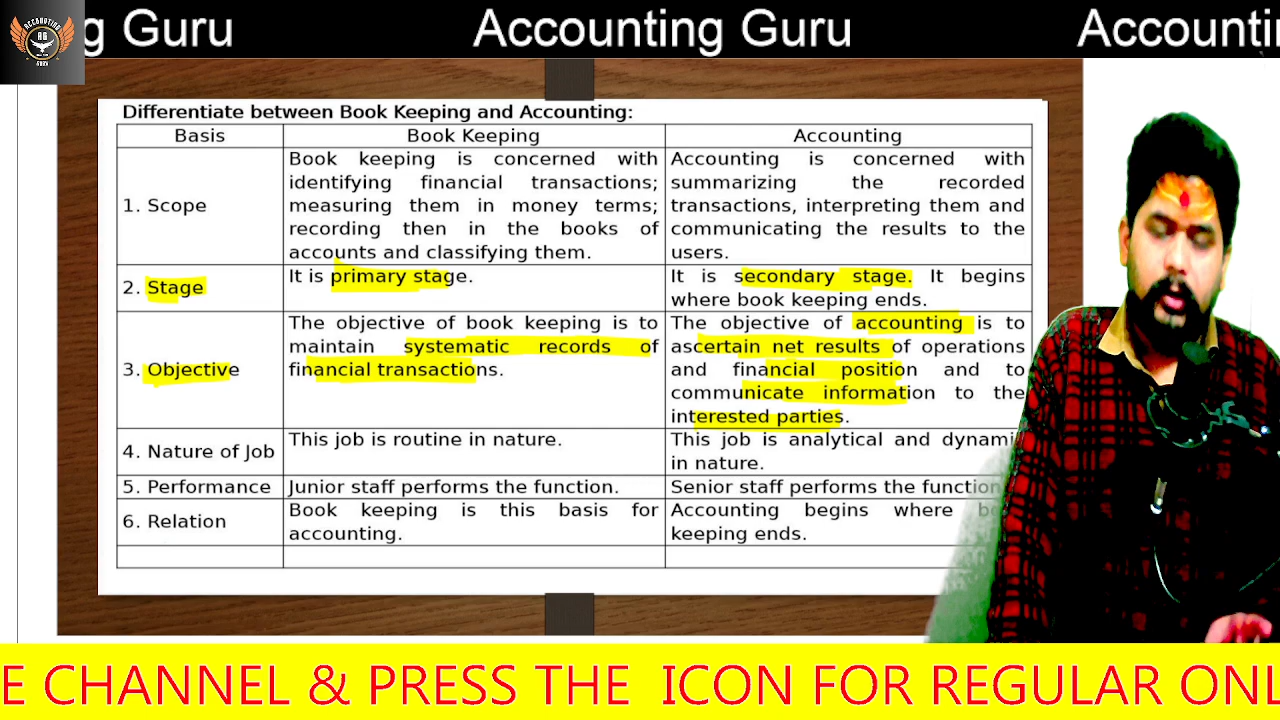 g Guru Accounting Guru Accounti
ACCOUNTING
AG
GURU
Differentiate between Book Keeping and Accounting:
Basis Book Keeping Accounting
1. Scope
Book keeping is concerned with
identifying financial transactions;
measuring them in money terms;
recording then in the books of
accounts and classifying them.
Accounting is concerned with
summarizing the recorded
transactions, interpreting them and
communicating the results to the
users.
2. Stage
It is primary stage.
It is secondary stage. It begins
where book keeping ends.
3. Objective
The objective of book keeping is to
maintain systematic records of
financial transactions.
The objective of accounting is to
ascertain net results of operations
and financial position and to
communicate information to the
interested parties.
4. Nature of Job
This job is routine in nature.
This job is analytical and dynami
in nature.
5. Performance
Junior staff performs the function.
Senior staff performs the function
6. Relation
Book keeping is this basis for
accounting.
Accounting begins where
keeping ends.
E CHANNEL & PRESS THE ICON FOR REGULAR ONL